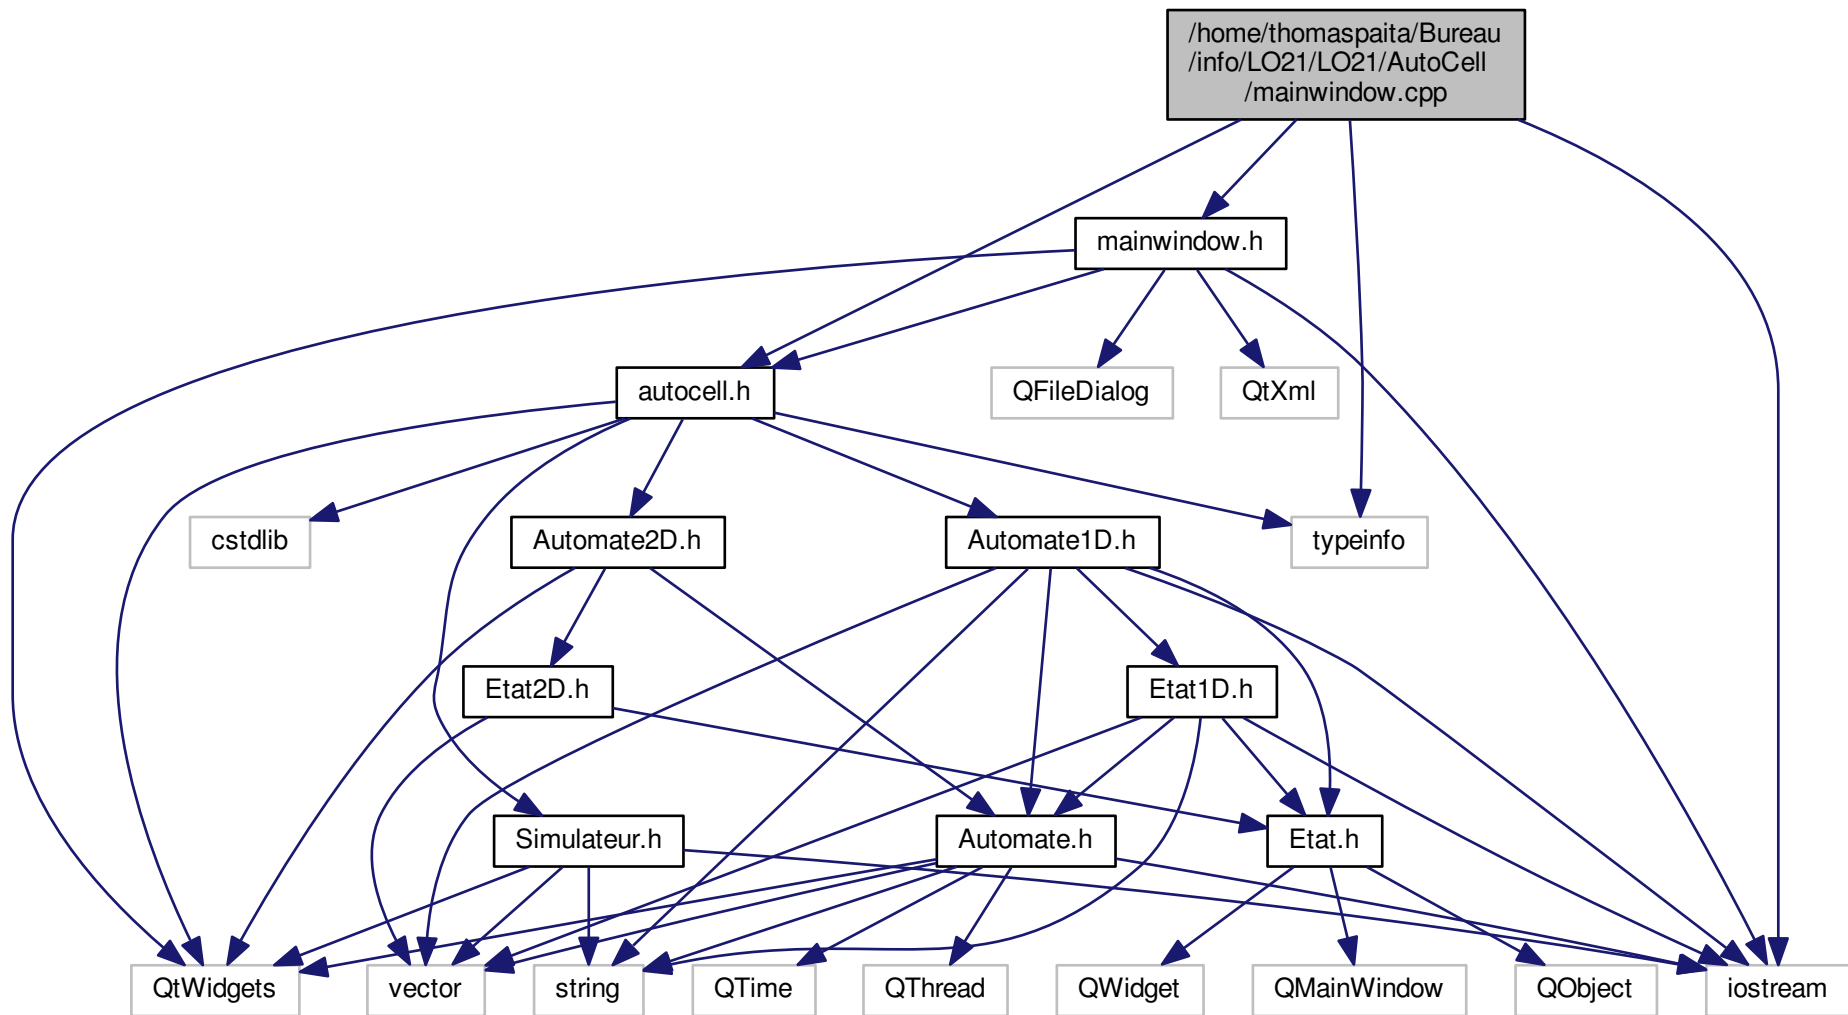 /home/thomaspaita/Bureau
/info/LO21/LO21/AutoCell
/mainwindow.cpp
mainwindow.h
autocell.h
QFileDialog
QtXml
cstdlib
Automate2D.h
Automate1D.h
typeinfo
Etat2D.h
Etat1D.h
Simulateur.h
Automate.h
Etat.h
QtWidgets
vector
string
QTime
QThread
QWidget
QMainWindow
QObject
iostream